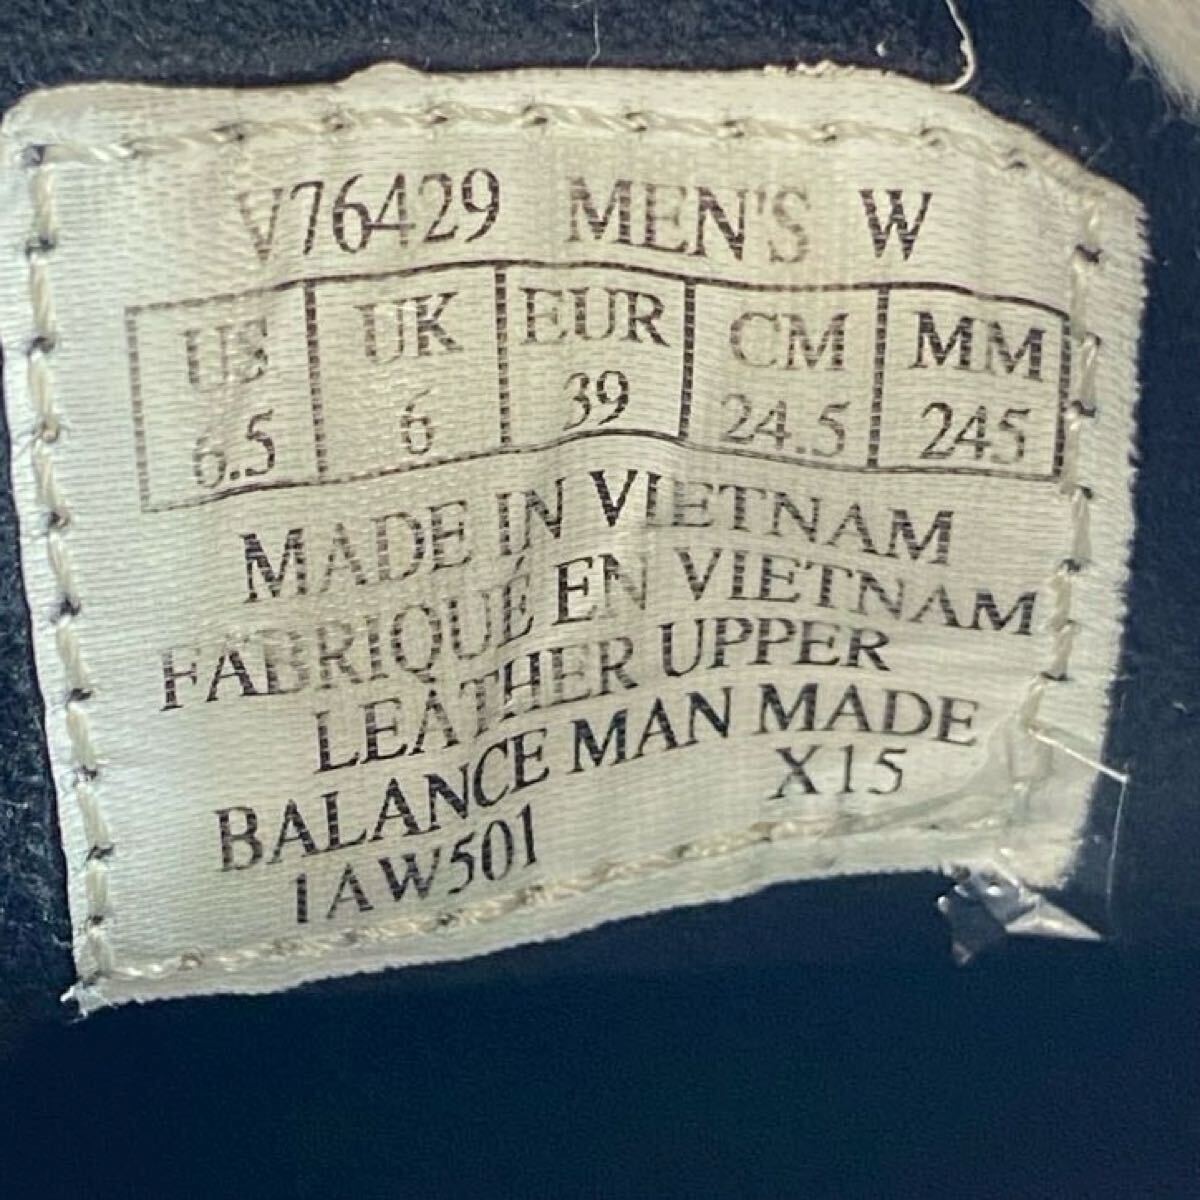 V76429 MEN'S W
US UK EUR CM MM
6.5 6 39 24.5 245
MADE IN VIETNAM
FABRIQUÉ EN VIETNAM
LEATHER UPPER
BALANCE MAN MADE
1AW501 X15